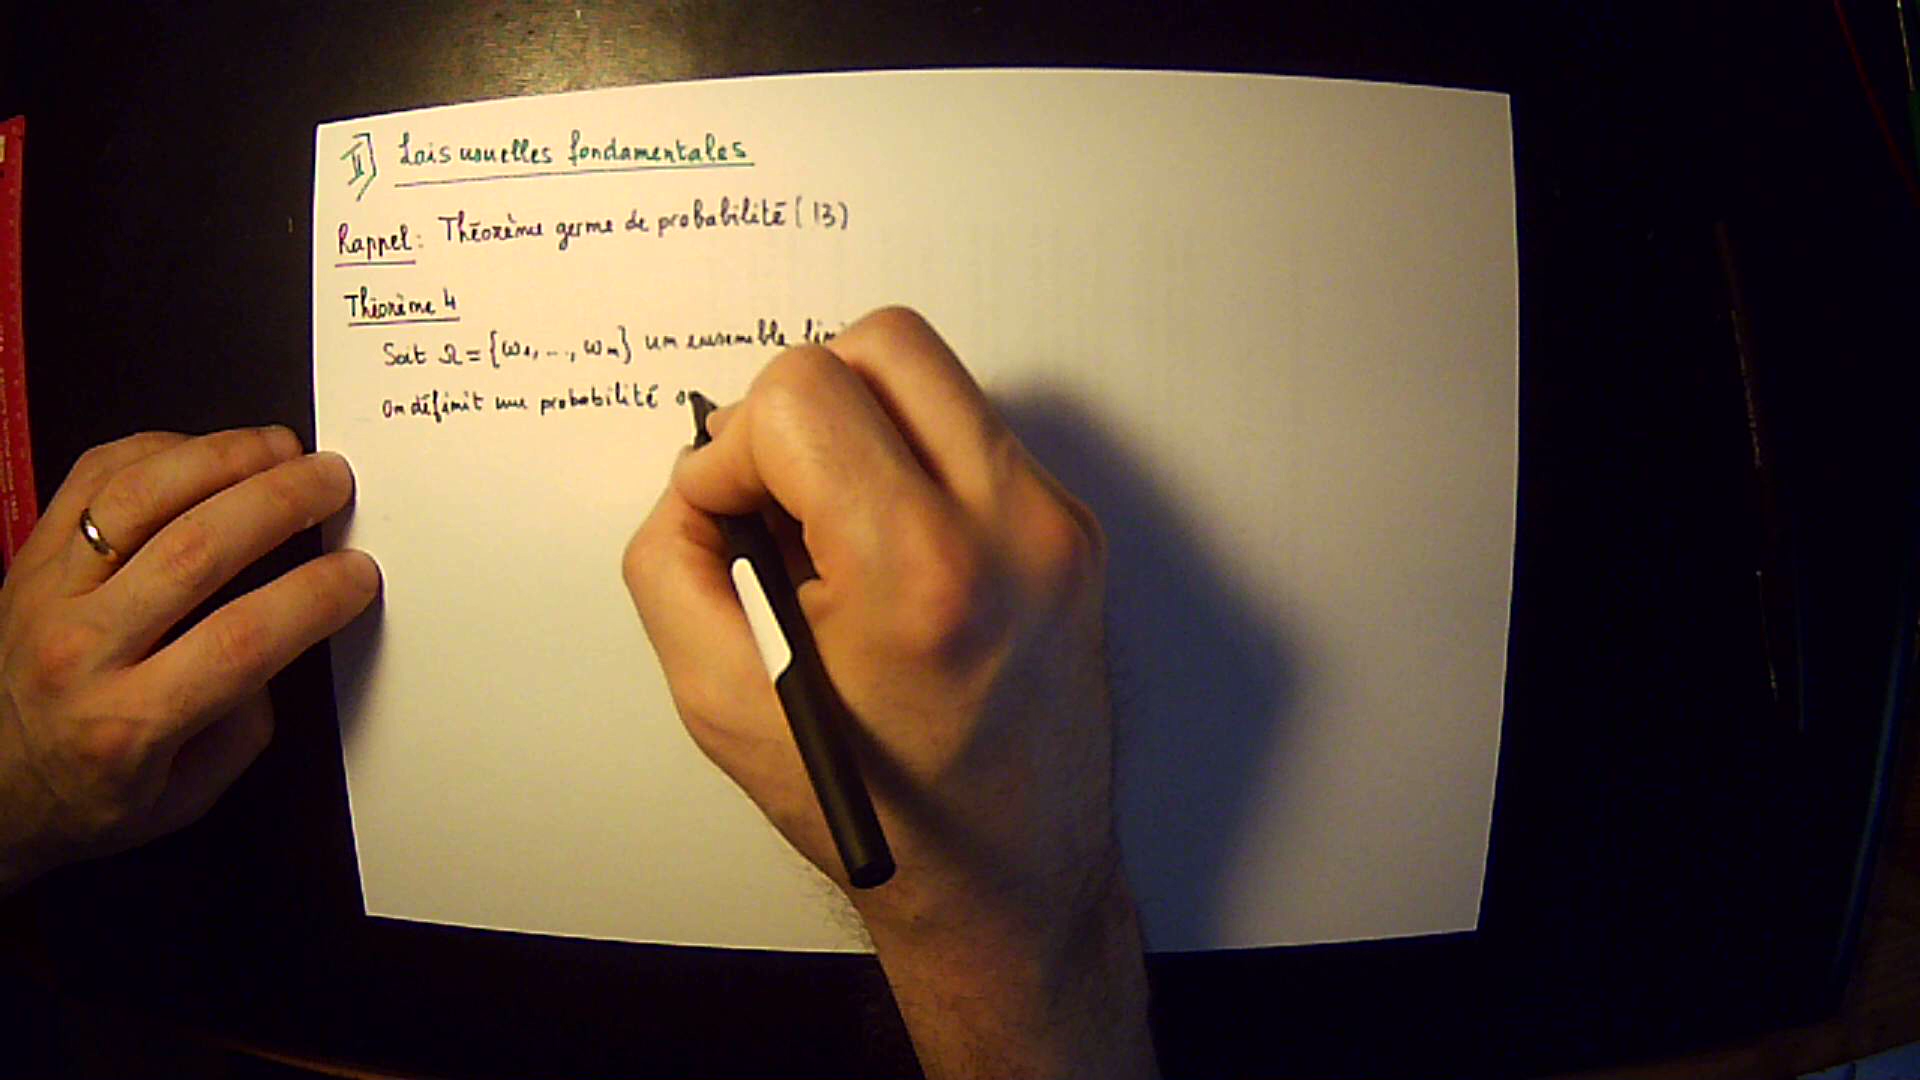 II] Lois usuelles fondamentales
Rappel: Théorème germe de probabilité (13)
Théorème 4
Soit Ω = {ω₁, ..., ωₙ} un ensemble fini
On définit une probabilité